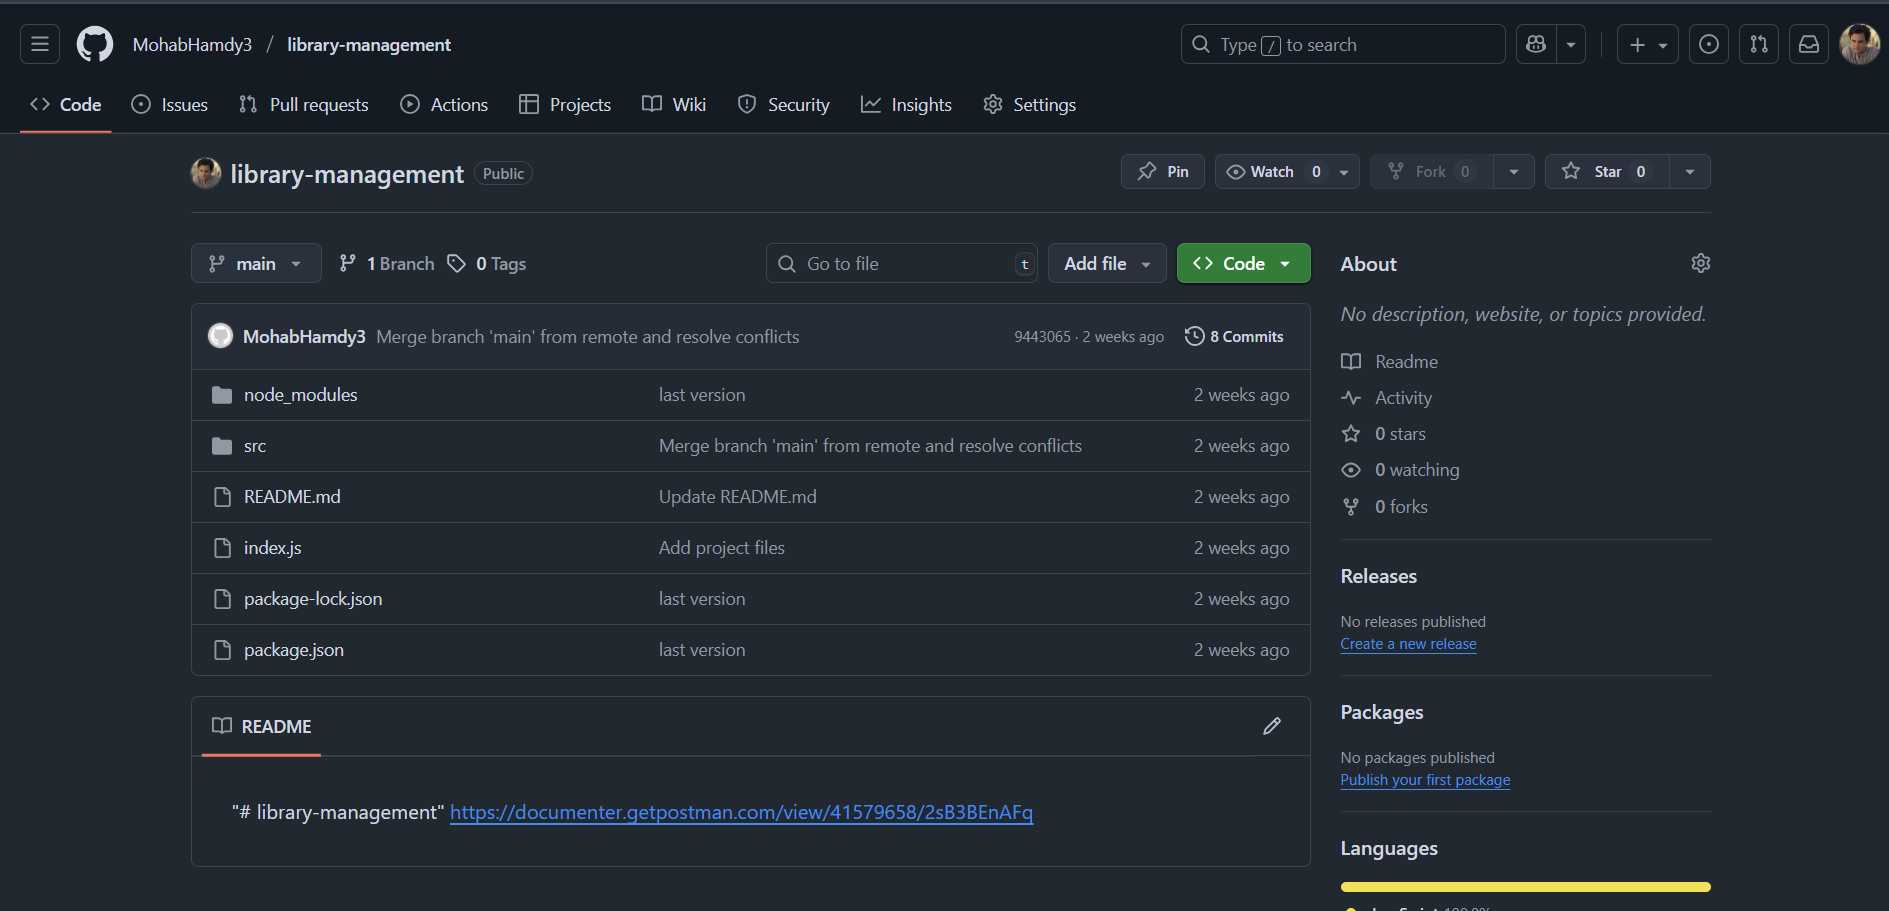 MohabHamdy3 / library-management
Type / to search
Code Issues Pull requests Actions Projects Wiki Security Insights Settings
library-management Public
Pin Watch 0 Fork 0 Star 0
main 1 Branch 0 Tags Go to file t Add file Code
MohabHamdy3 Merge branch 'main' from remote and resolve conflicts 9443065 · 2 weeks ago 8 Commits
node_modules last version 2 weeks ago
src Merge branch 'main' from remote and resolve conflicts 2 weeks ago
README.md Update README.md 2 weeks ago
index.js Add project files 2 weeks ago
package-lock.json last version 2 weeks ago
package.json last version 2 weeks ago
README
"# library-management" https://documenter.getpostman.com/view/41579658/2sB3BEnAFq
About
No description, website, or topics provided.
Readme
Activity
0 stars
0 watching
0 forks
Releases
No releases published
Create a new release
Packages
No packages published
Publish your first package
Languages